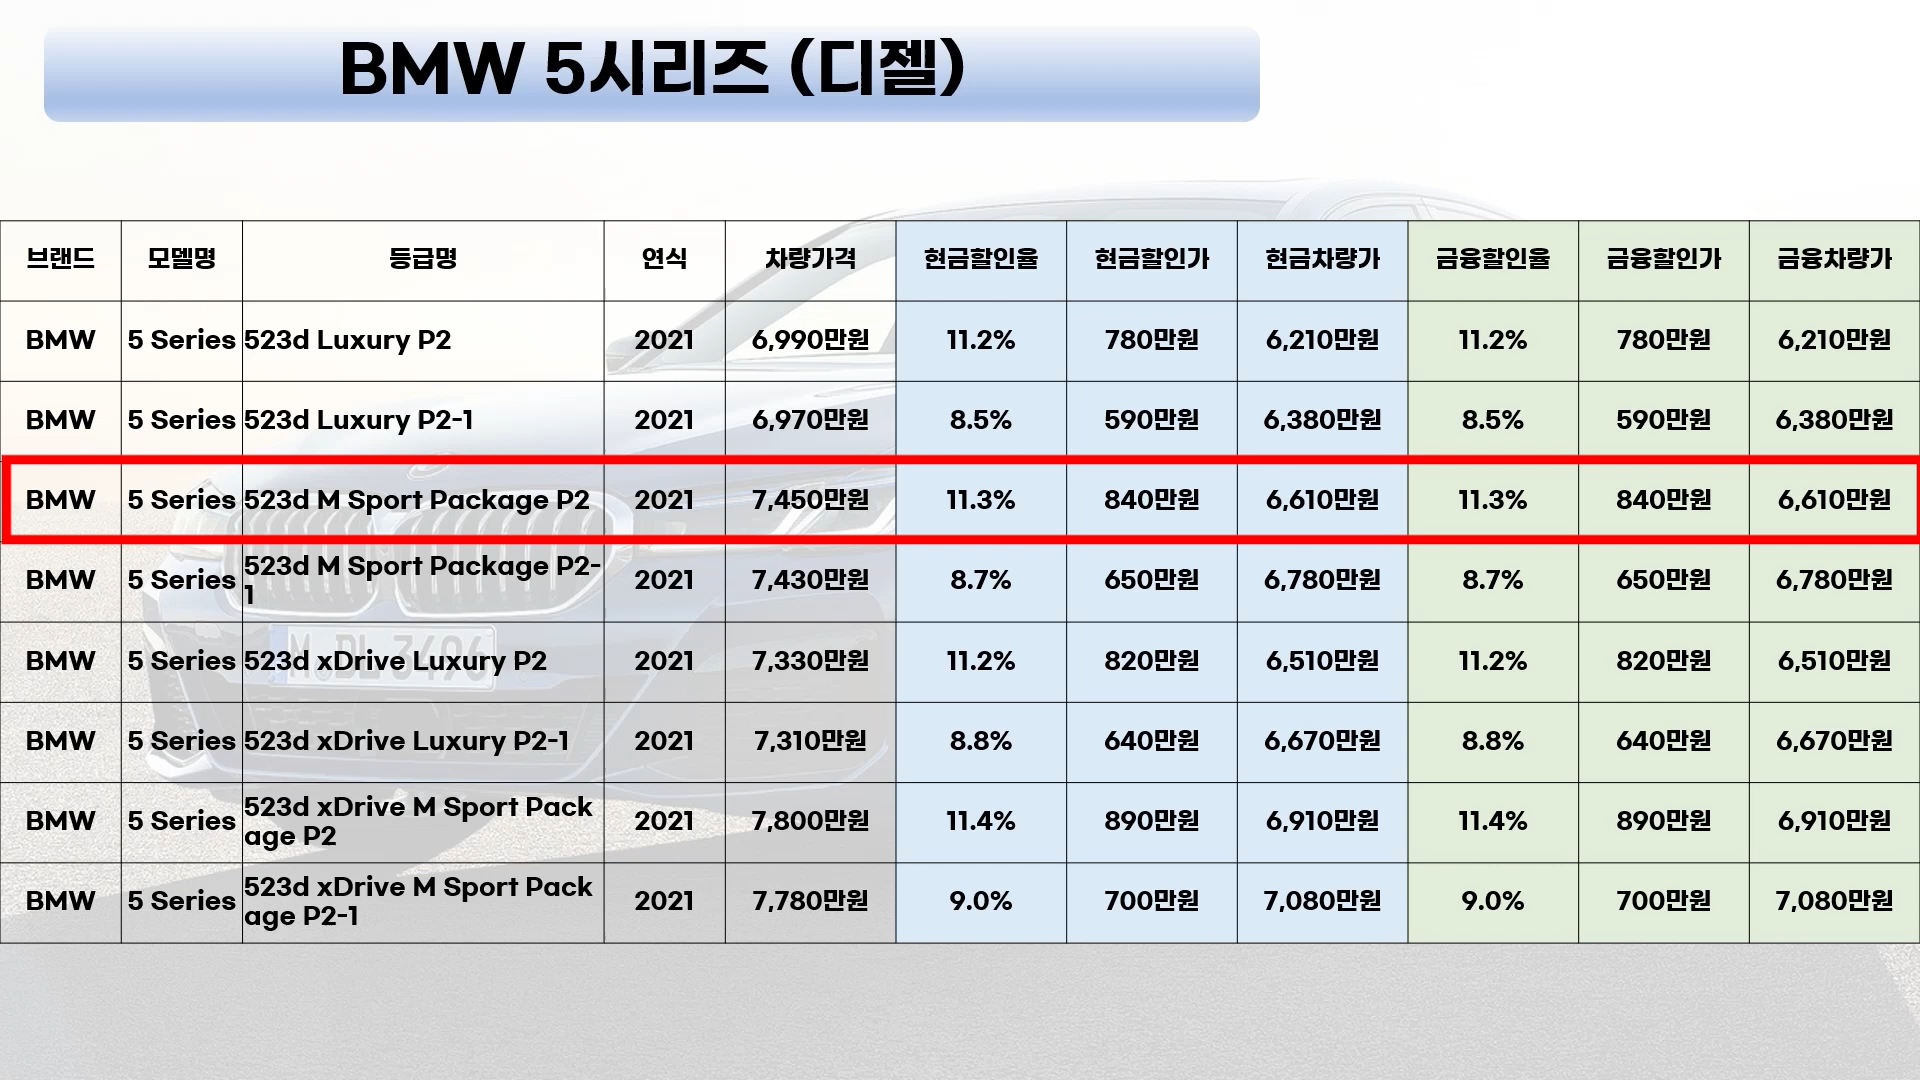 BMW 5시리즈 (디젤)
브랜드 모델명 등급명 연식 차량가격 현금할인율 현금할인가 현금차량가 금융할인율 금융할인가 금융차량가
BMW 5 Series 523d Luxury P2 2021 6,990만원 11.2% 780만원 6,210만원 11.2% 780만원 6,210만원
BMW 5 Series 523d Luxury P2-1 2021 6,970만원 8.5% 590만원 6,380만원 8.5% 590만원 6,380만원
BMW 5 Series 523d M Sport Package P2 2021 7,450만원 11.3% 840만원 6,610만원 11.3% 840만원 6,610만원
BMW 5 Series 523d M Sport Package P2-
1 2021 7,430만원 8.7% 650만원 6,780만원 8.7% 650만원 6,780만원
BMW 5 Series 523d xDrive Luxury P2 2021 7,330만원 11.2% 820만원 6,510만원 11.2% 820만원 6,510만원
BMW 5 Series 523d xDrive Luxury P2-1 2021 7,310만원 8.8% 640만원 6,670만원 8.8% 640만원 6,670만원
BMW 5 Series 523d xDrive M Sport Pack
age P2 2021 7,800만원 11.4% 890만원 6,910만원 11.4% 890만원 6,910만원
BMW 5 Series 523d xDrive M Sport Pack
age P2-1 2021 7,780만원 9.0% 700만원 7,080만원 9.0% 700만원 7,080만원